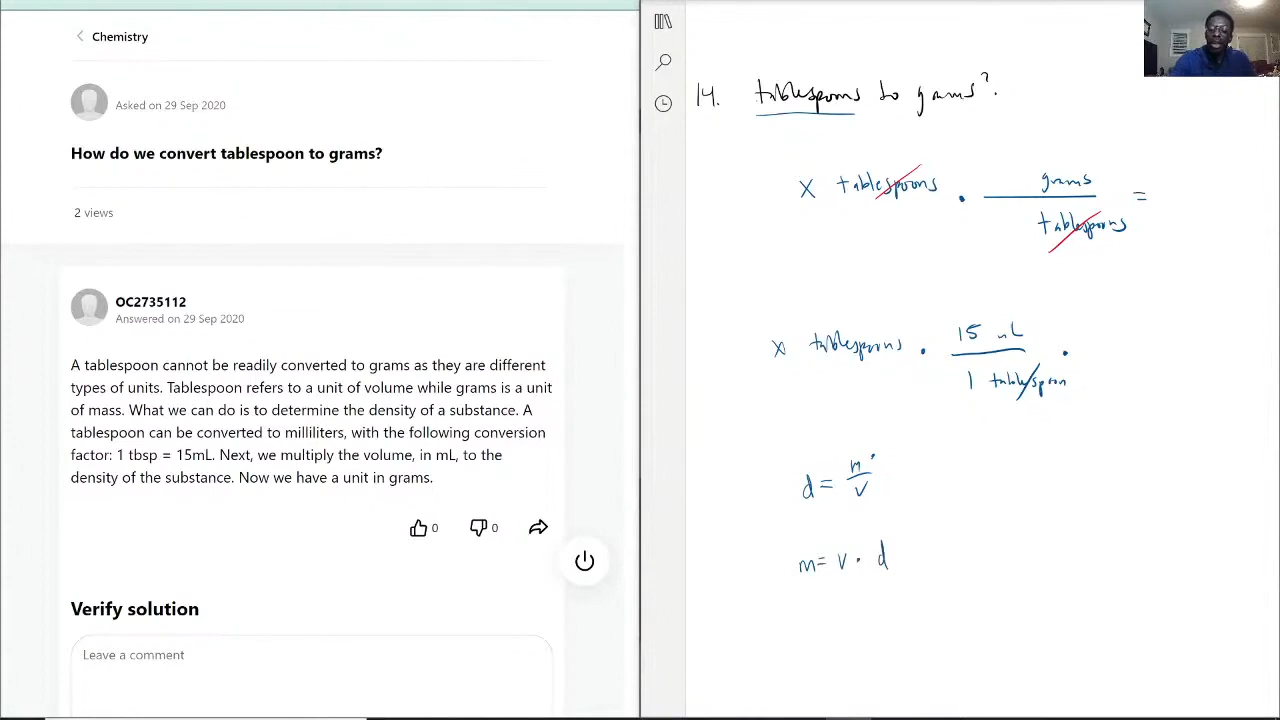 Chemistry
Asked on 29 Sep 2020
How do we convert tablespoon to grams?
2 views
OC2735112
Answered on 29 Sep 2020
A tablespoon cannot be readily converted to grams as they are different
types of units. Tablespoon refers to a unit of volume while grams is a unit
of mass. What we can do is to determine the density of a substance. A
tablespoon can be converted to milliliters, with the following conversion
factor: 1 tbsp = 15mL. Next, we multiply the volume, in mL, to the
density of the substance. Now we have a unit in grams.
0
0
Verify solution
Leave a comment
14. tablespoons to grams?
x tablespoons · grams / tablespoons =
x tablespoons · 15 mL / 1 tablespoon ·
d = m / v
m = v · d